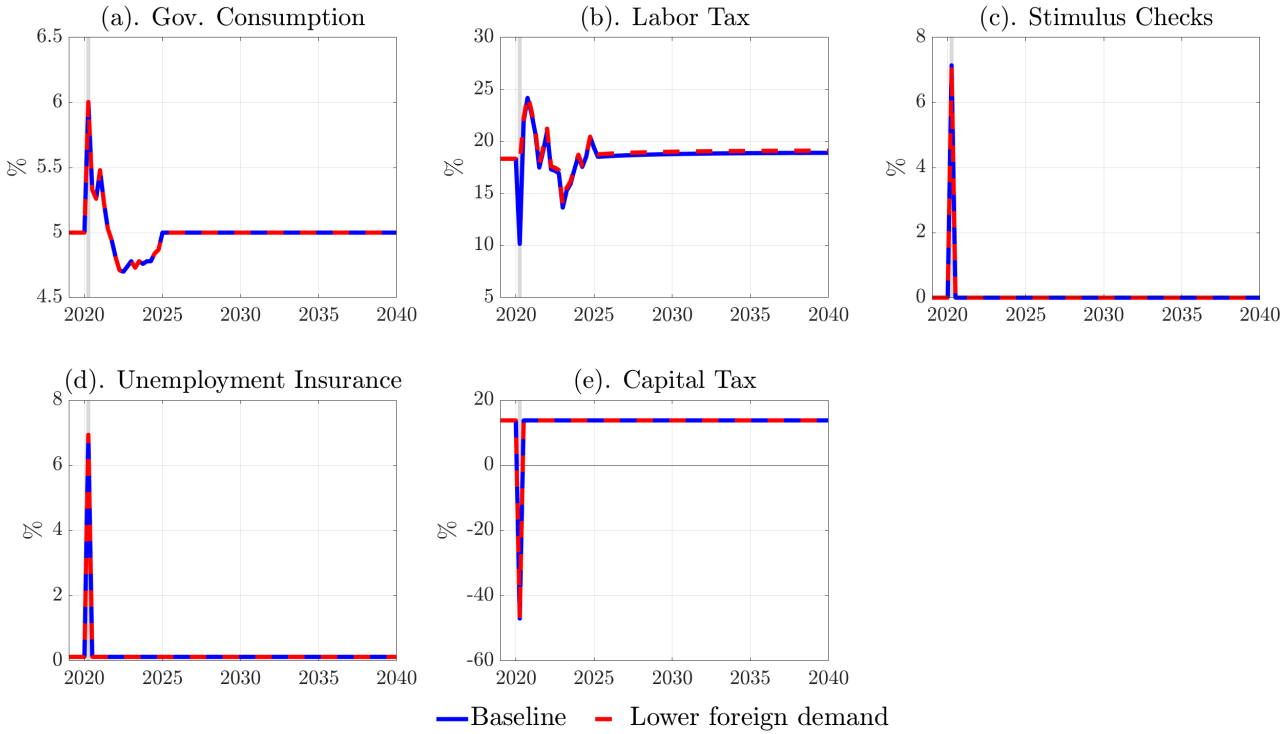 (a). Gov. Consumption
6.5
6
5.5
5
4.5
%
2020 2025 2030 2035 2040
(b). Labor Tax
30
25
20
15
10
5
%
2020 2025 2030 2035 2040
(c). Stimulus Checks
8
6
4
2
0
%
2020 2025 2030 2035 2040
(d). Unemployment Insurance
8
6
4
2
0
%
2020 2025 2030 2035 2040
(e). Capital Tax
20
0
-20
-40
-60
%
2020 2025 2030 2035 2040
Baseline Lower foreign demand